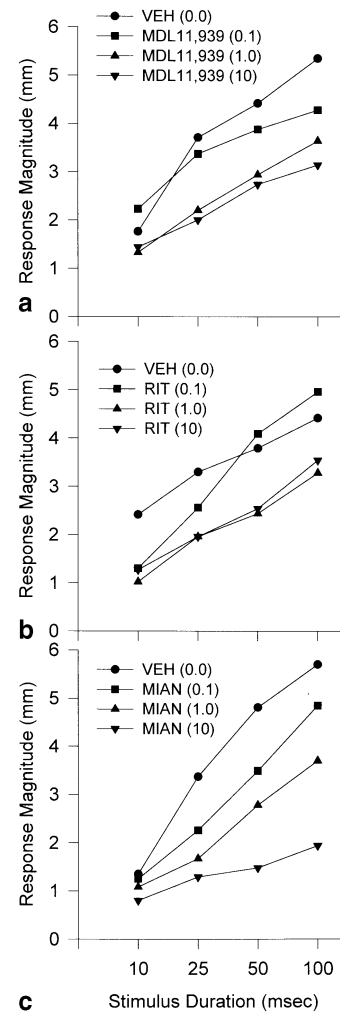 6
VEH (0.0)
MDL11,939 (0.1)
MDL11,939 (1.0)
MDL11,939 (10)
5
4
3
2
1
0
Response Magnitude (mm)
a
6
VEH (0.0)
RIT (0.1)
RIT (1.0)
RIT (10)
5
4
3
2
1
0
Response Magnitude (mm)
b
6
VEH (0.0)
MIAN (0.1)
MIAN (1.0)
MIAN (10)
5
4
3
2
1
0
Response Magnitude (mm)
10 25 50 100
c
Stimulus Duration (msec)